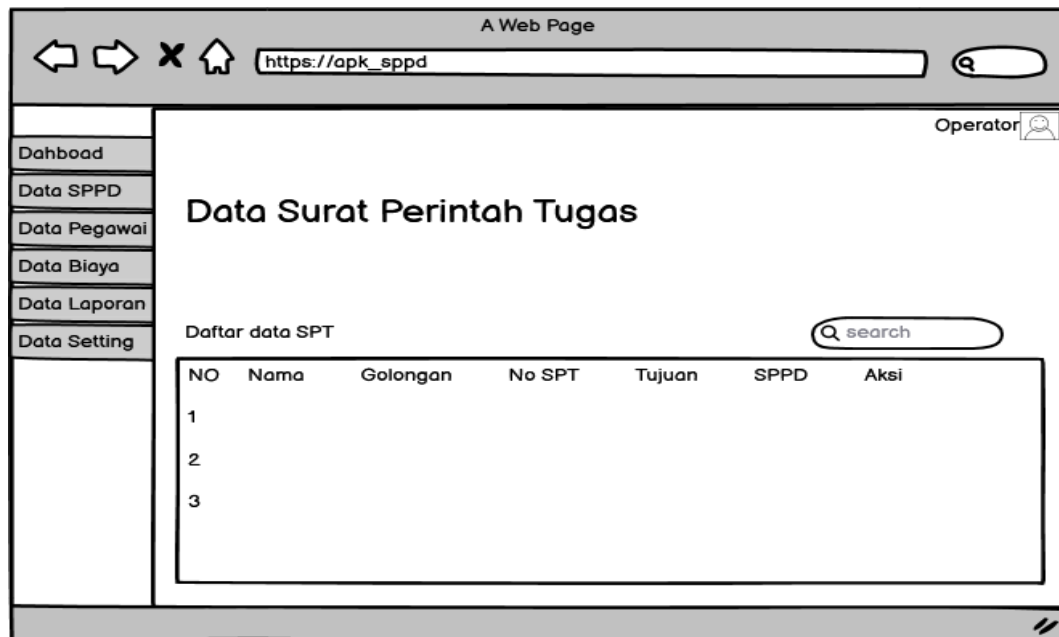 A Web Page
https://apk_sppd
Operator
Dahboad
Data SPPD
Data Pegawai
Data Biaya
Data Laporan
Data Setting
Data Surat Perintah Tugas
Daftar data SPT
search
NO Nama Golongan No SPT Tujuan SPPD Aksi
1
2
3